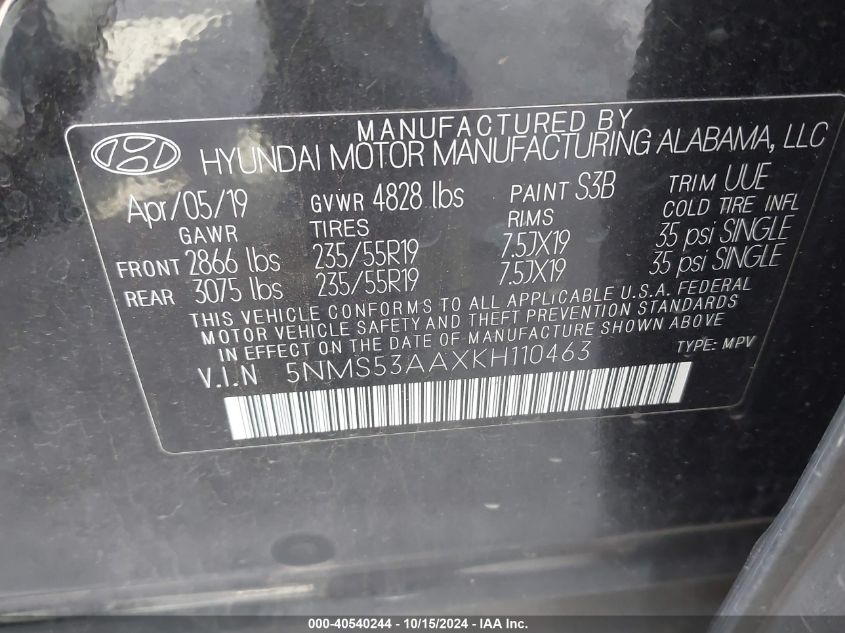 MANUFACTURED BY
HYUNDAI MOTOR MANUFACTURING ALABAMA, LLC
Apr/05/19 GVWR 4828 lbs PAINT S3B TRIM UUE
GAWR TIRES RIMS COLD TIRE INFL
FRONT 2866 lbs 235/55R19 7.5JX19 35 psi SINGLE
REAR 3075 lbs 235/55R19 7.5JX19 35 psi SINGLE
THIS VEHICLE CONFORMS TO ALL APPLICABLE U.S.A. FEDERAL
MOTOR VEHICLE SAFETY AND THEFT PREVENTION STANDARDS
IN EFFECT ON THE DATE OF MANUFACTURE SHOWN ABOVE
V.I.N 5NMS53AAXKH110463 TYPE: MPV
000-40540244 - 10/15/2024 - IAA Inc.